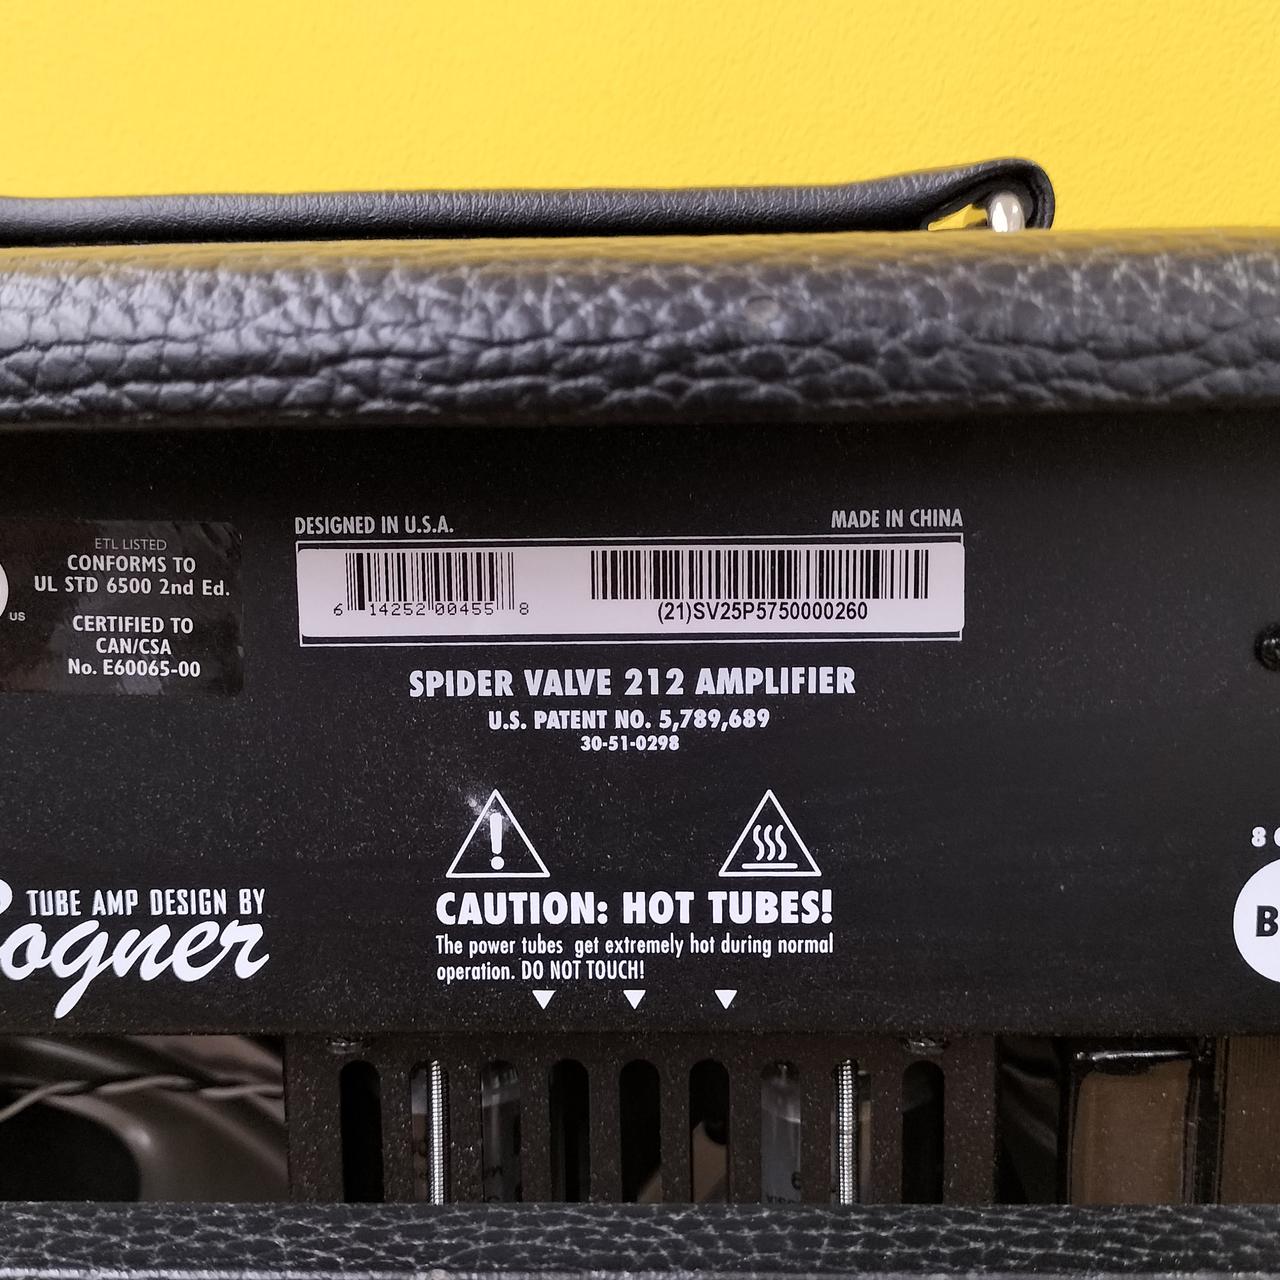 DESIGNED IN U.S.A.
MADE IN CHINA
ETL LISTED
CONFORMS TO
UL STD 6500 2nd Ed.
US
CERTIFIED TO
CAN/CSA
No. E60065-00
6 14252 00455 8
(21)SV25P5750000260
SPIDER VALVE 212 AMPLIFIER
U.S. PATENT NO. 5,789,689
30-51-0298
TUBE AMP DESIGN BY
ogner
CAUTION: HOT TUBES!
The power tubes get extremely hot during normal
operation. DO NOT TOUCH!
8
B